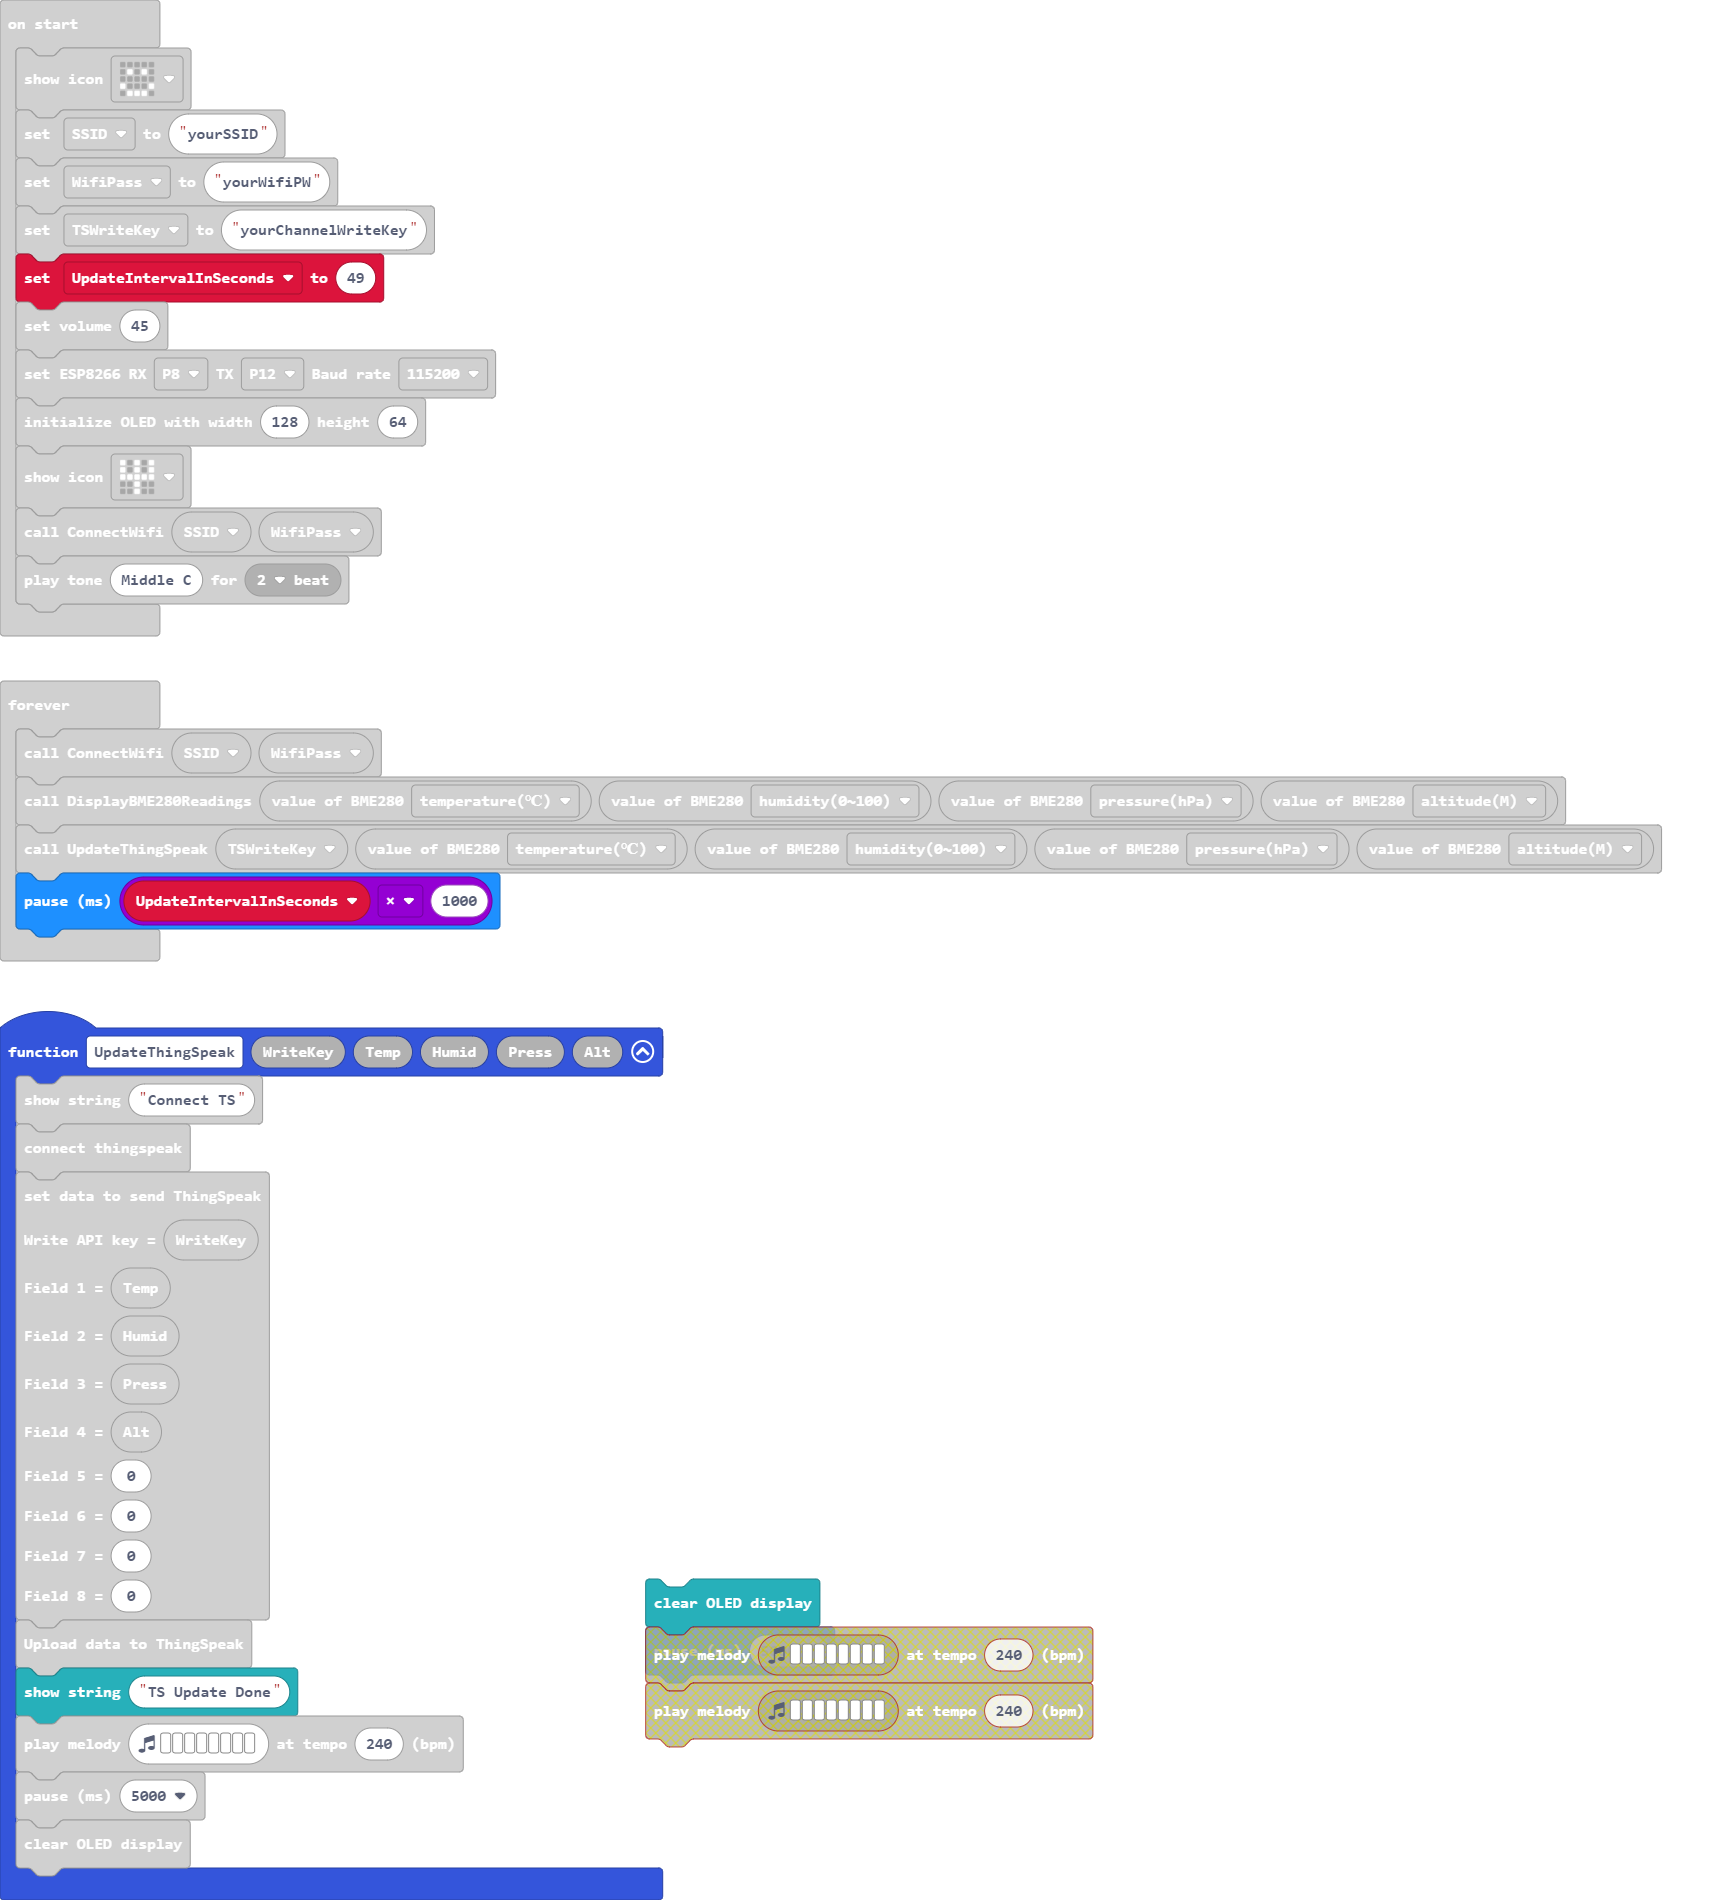 on start
show icon
set SSID to "yourSSID"
set WifiPass to "yourWifiPW"
set TSWriteKey to "yourChannelWriteKey"
set UpdateIntervalInSeconds to 49
set volume 45
set ESP8266 RX P8 TX P12 Baud rate 115200
initialize OLED with width 128 height 64
show icon
call ConnectWifi SSID WifiPass
play tone Middle C for 2 beat
forever
call ConnectWifi SSID WifiPass
call DisplayBME280Readings value of BME280 temperature(℃) value of BME280 humidity(0~100) value of BME280 pressure(hPa) value of BME280 altitude(M)
call UpdateThingSpeak TSWriteKey value of BME280 temperature(℃) value of BME280 humidity(0~100) value of BME280 pressure(hPa) value of BME280 altitude(M)
pause (ms) UpdateIntervalInSeconds × 1000
function UpdateThingSpeak WriteKey Temp Humid Press Alt
show string "Connect TS"
connect thingspeak
set data to send ThingSpeak
Write API key = WriteKey
Field 1 = Temp
Field 2 = Humid
Field 3 = Press
Field 4 = Alt
Field 5 = 0
Field 6 = 0
Field 7 = 0
Field 8 = 0
Upload data to ThingSpeak
show string "TS Update Done"
play melody at tempo 240 (bpm)
pause (ms) 5000
clear OLED display
clear OLED display
play melody at tempo 240 (bpm)
play melody at tempo 240 (bpm)